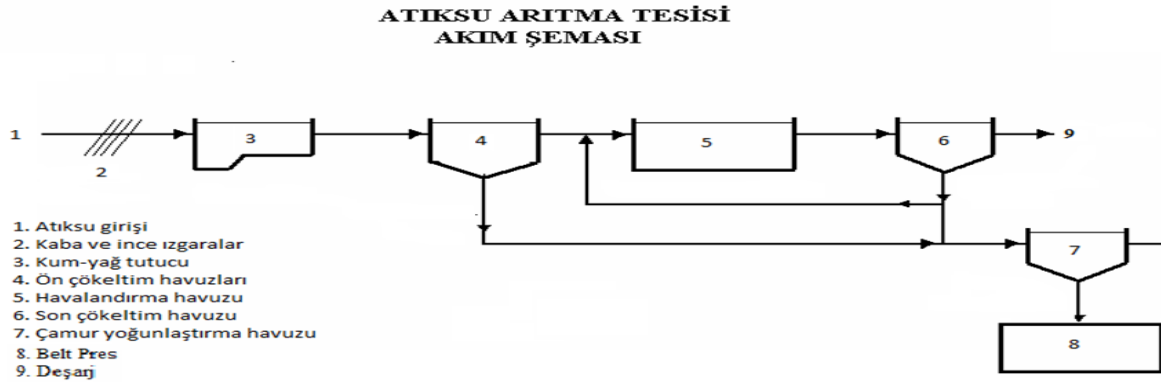 ATIKSU ARITMA TESİSİ
AKIM ŞEMASI
1
2
3
4
5
6
9
7
8
1. Atıksu girişi
2. Kaba ve ince ızgaralar
3. Kum-yağ tutucu
4. Ön çökeltim havuzları
5. Havalandırma havuzu
6. Son çökeltim havuzu
7. Çamur yoğunlaştırma havuzu
8. Belt Pres
9. Deşarj